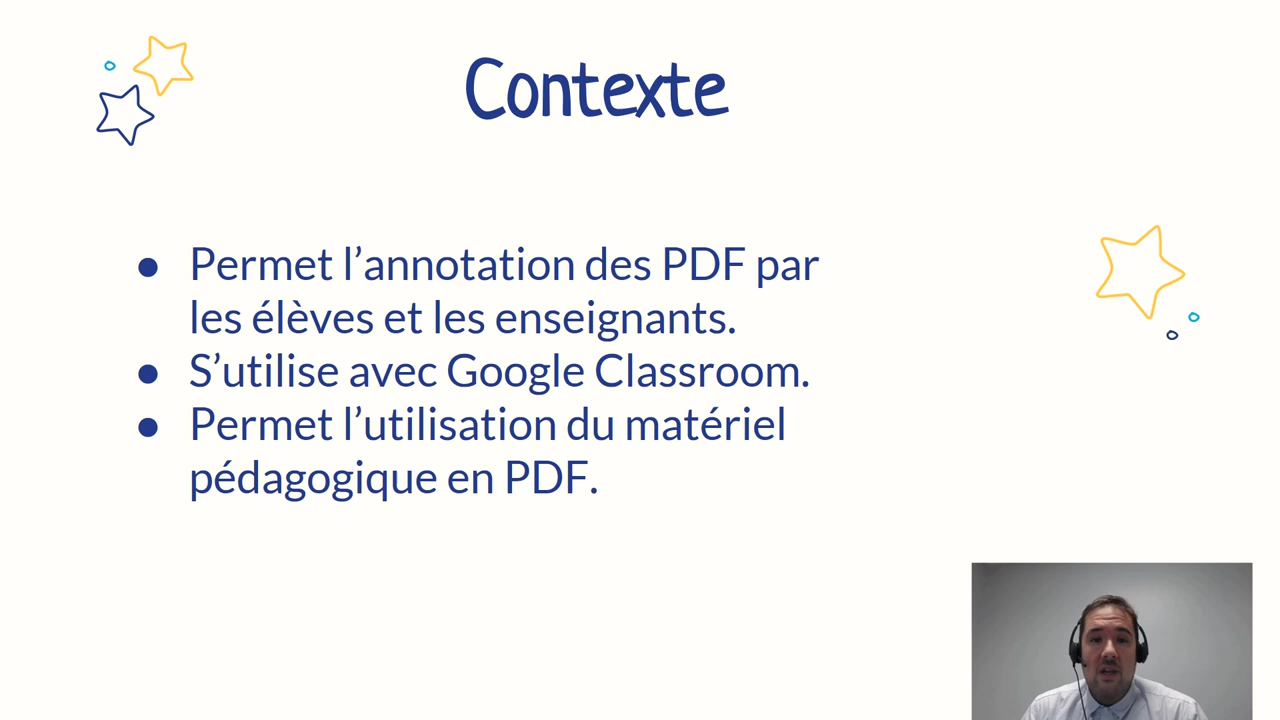 Contexte
● Permet l’annotation des PDF par
les élèves et les enseignants.
● S’utilise avec Google Classroom.
● Permet l’utilisation du matériel
pédagogique en PDF.